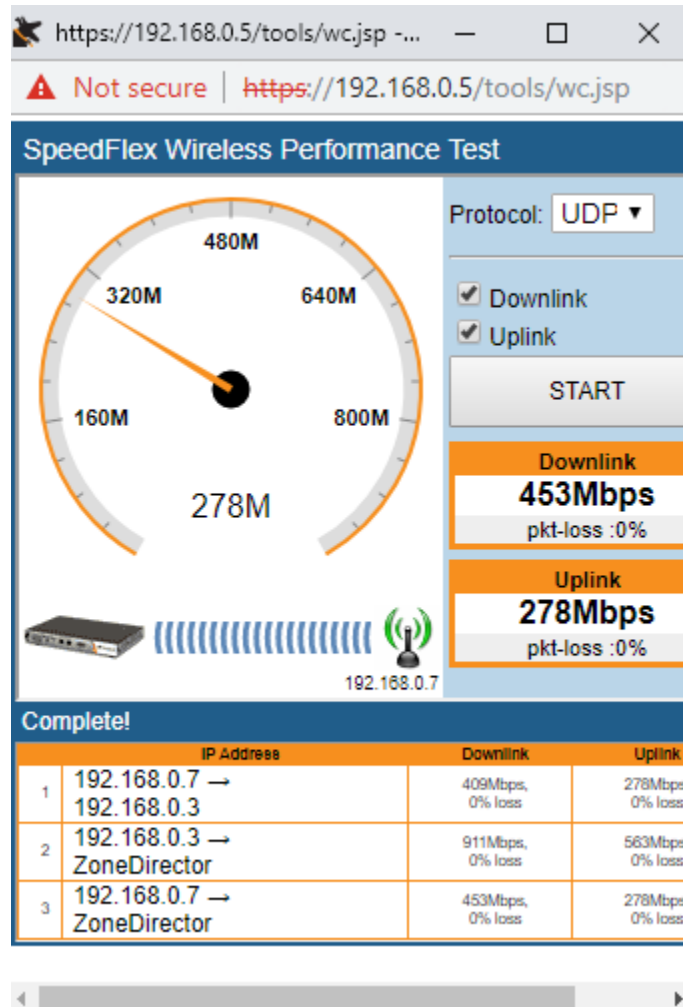 https://192.168.0.5/tools/wc.jsp -...
Not secure | https://192.168.0.5/tools/wc.jsp
SpeedFlex Wireless Performance Test
480M
320M
640M
160M
800M
278M
192.168.0.7
Protocol: UDP
Downlink
Uplink
START
Downlink
453Mbps
pkt-loss :0%
Uplink
278Mbps
pkt-loss :0%
Complete!
IP Address Downlink Uplink
1 192.168.0.7 → 192.168.0.3 409Mbps, 0% loss 278Mbps 0% loss
2 192.168.0.3 → ZoneDirector 911Mbps, 0% loss 563Mbps 0% loss
3 192.168.0.7 → ZoneDirector 453Mbps, 0% loss 278Mbps 0% loss